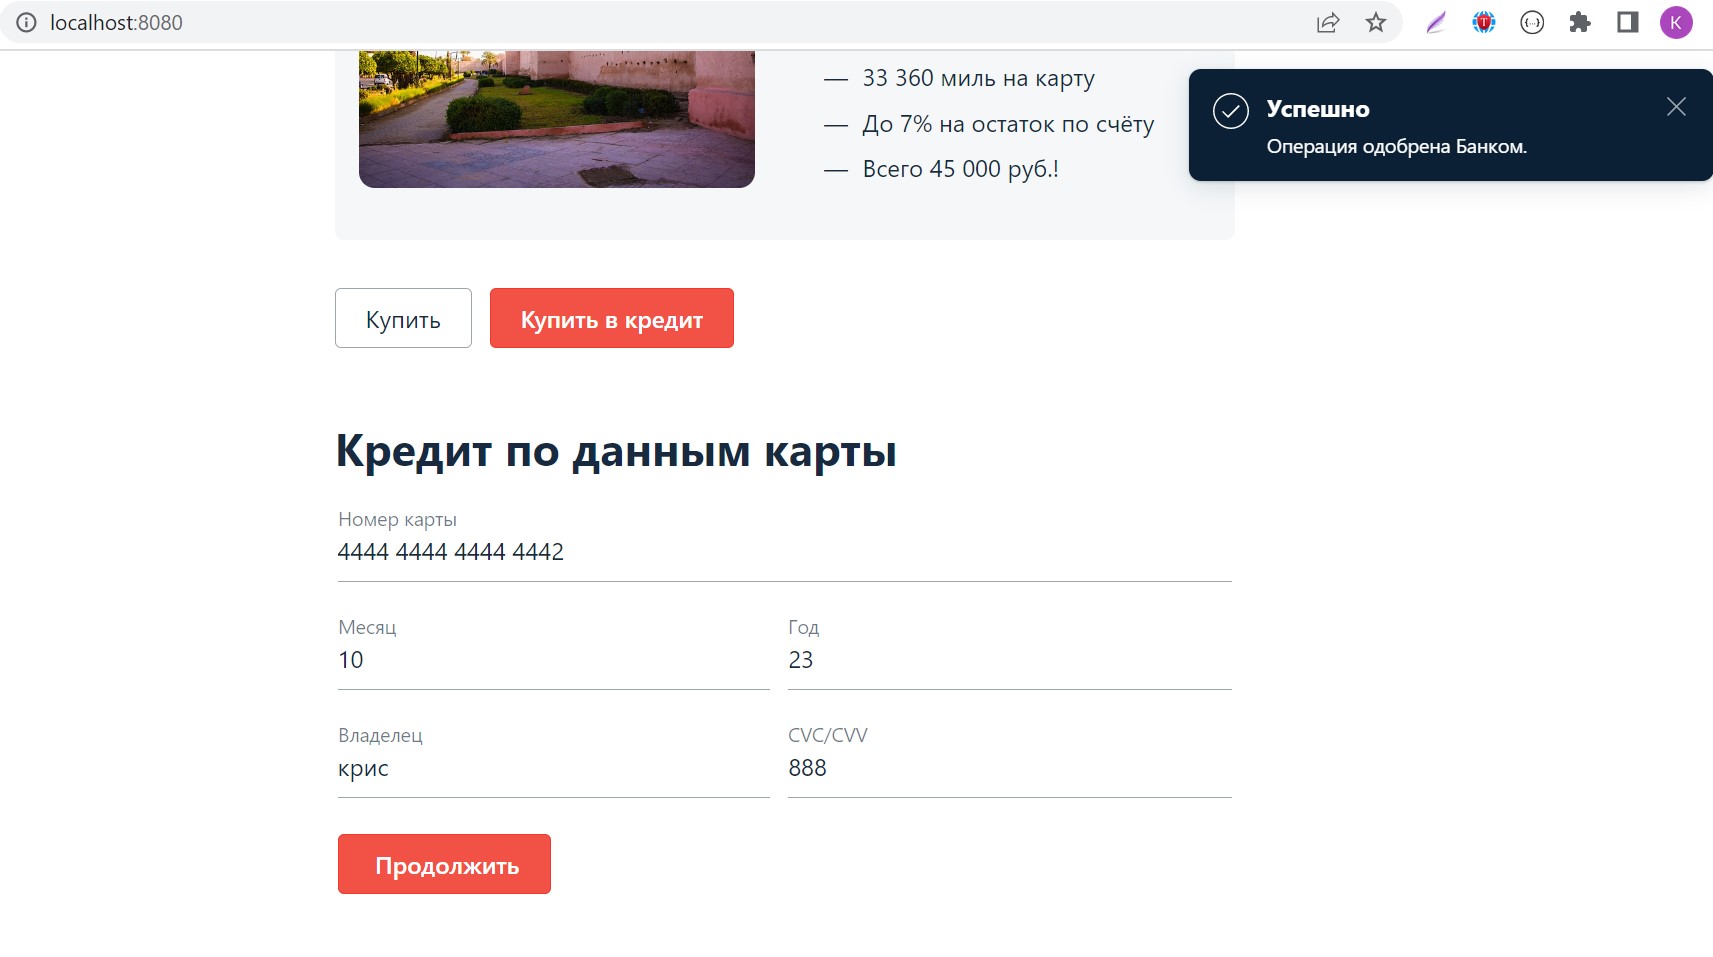 localhost:8080
K
— 33 360 миль на карту
— До 7% на остаток по счёту
— Всего 45 000 руб.!
Успешно
Операция одобрена Банком.
Купить
Купить в кредит
Кредит по данным карты
Номер карты
4444 4444 4444 4442
Месяц
10
Год
23
Владелец
крис
CVC/CVV
888
Продолжить